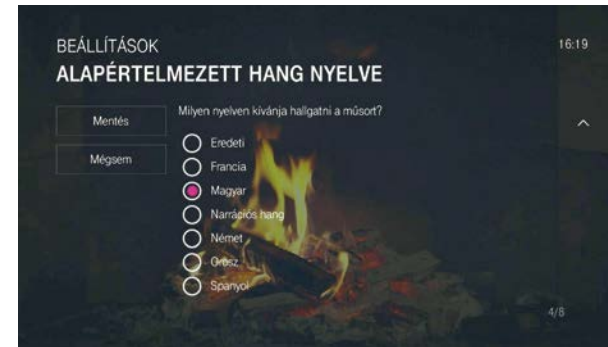 BEÁLLÍTÁSOK
16:19
ALAPÉRTELMEZETT HANG NYELVE
Mentés
Milyen nyelven kívánja hallgatni a műsort?
Mégsem
Eredeti
Francia
Magyar
Narrációs hang
Német
Orosz
Spanyol
4/8